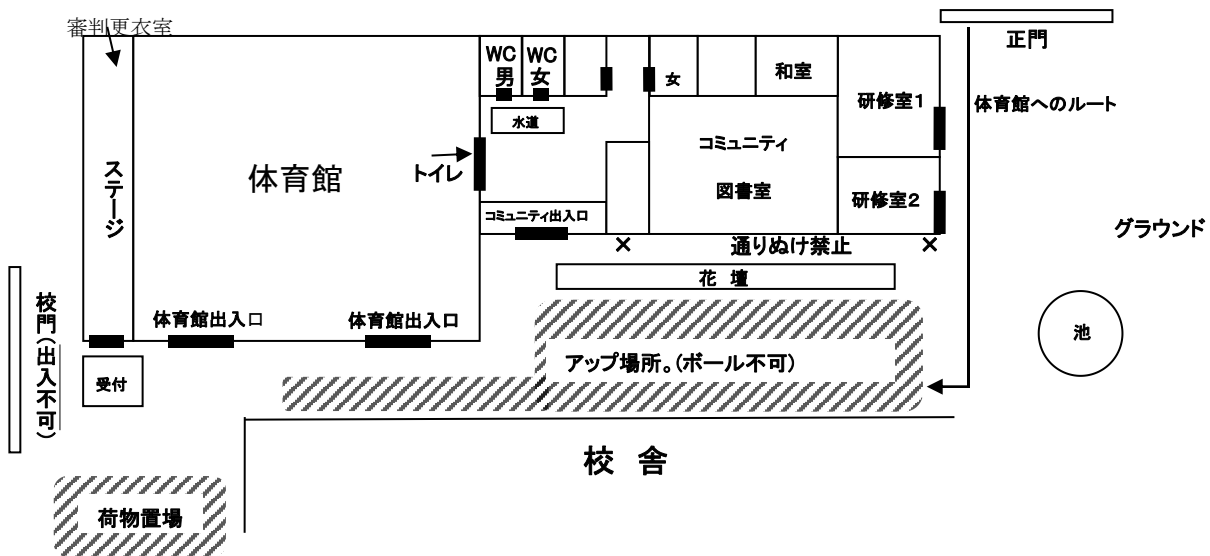 審判更衣室
正門
WC
男
WC
女
女
和室
研修室1
体育館へのルート
水道
コミュニティ
図書室
ステージ
体育館
トイレ
研修室2
コミュニティ出入口
グラウンド
×
通りぬけ禁止
×
花 壇
校門(出入不可)
体育館出入口
体育館出入口
池
アップ場所。(ボール不可)
受付
校 舎
荷物置場